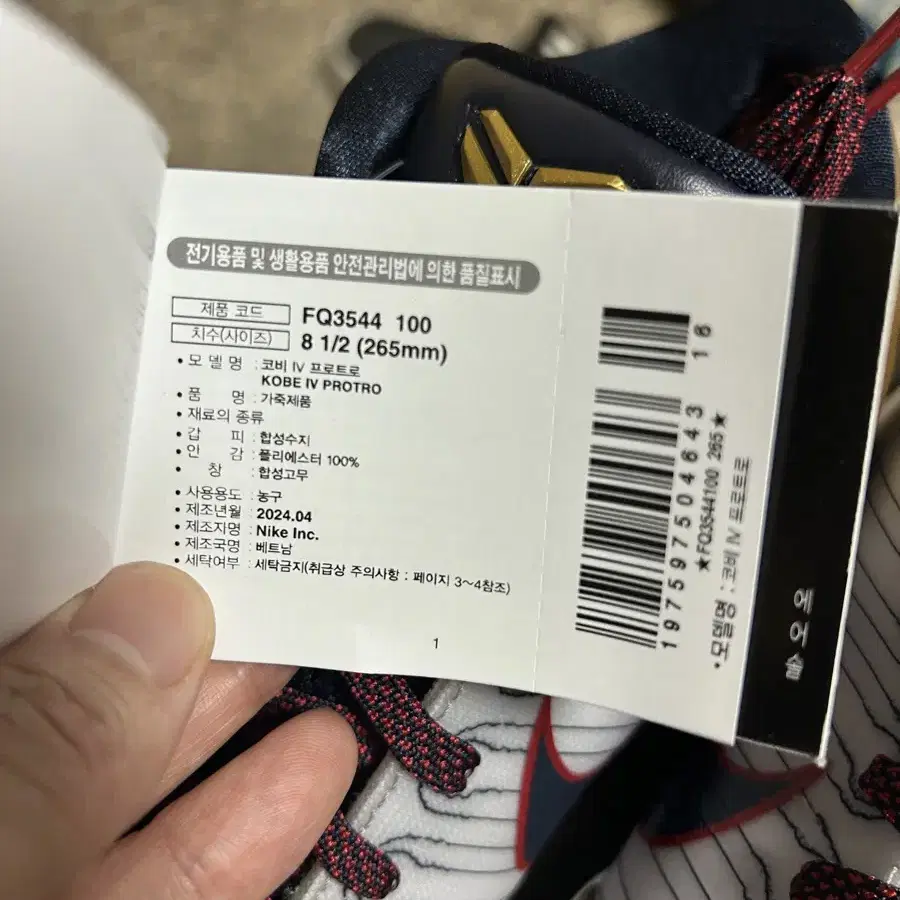 전기용품 및 생활용품 안전관리법에 의한 품질표시
제품 코드 FQ3544 100
치수(사이즈) 8 1/2 (265mm)
• 모 델 명 : 코비 IV 프로트로
KOBE IV PROTRO
• 품 명 : 가죽제품
• 재료의 종류
• 갑 피 : 합성수지
• 안 감 : 폴리에스터 100%
• 창 : 합성고무
• 사용용도 : 농구
• 제조년월 : 2024.04
• 제조자명 : Nike Inc.
• 제조국명 : 베트남
• 세탁여부 : 세탁금지(취급상 주의사항 : 페이지 3~4참조)
1
197597504643 16
★FQ3544100 265★
• 모델명 : 코비 IV 프로트로
에어솔